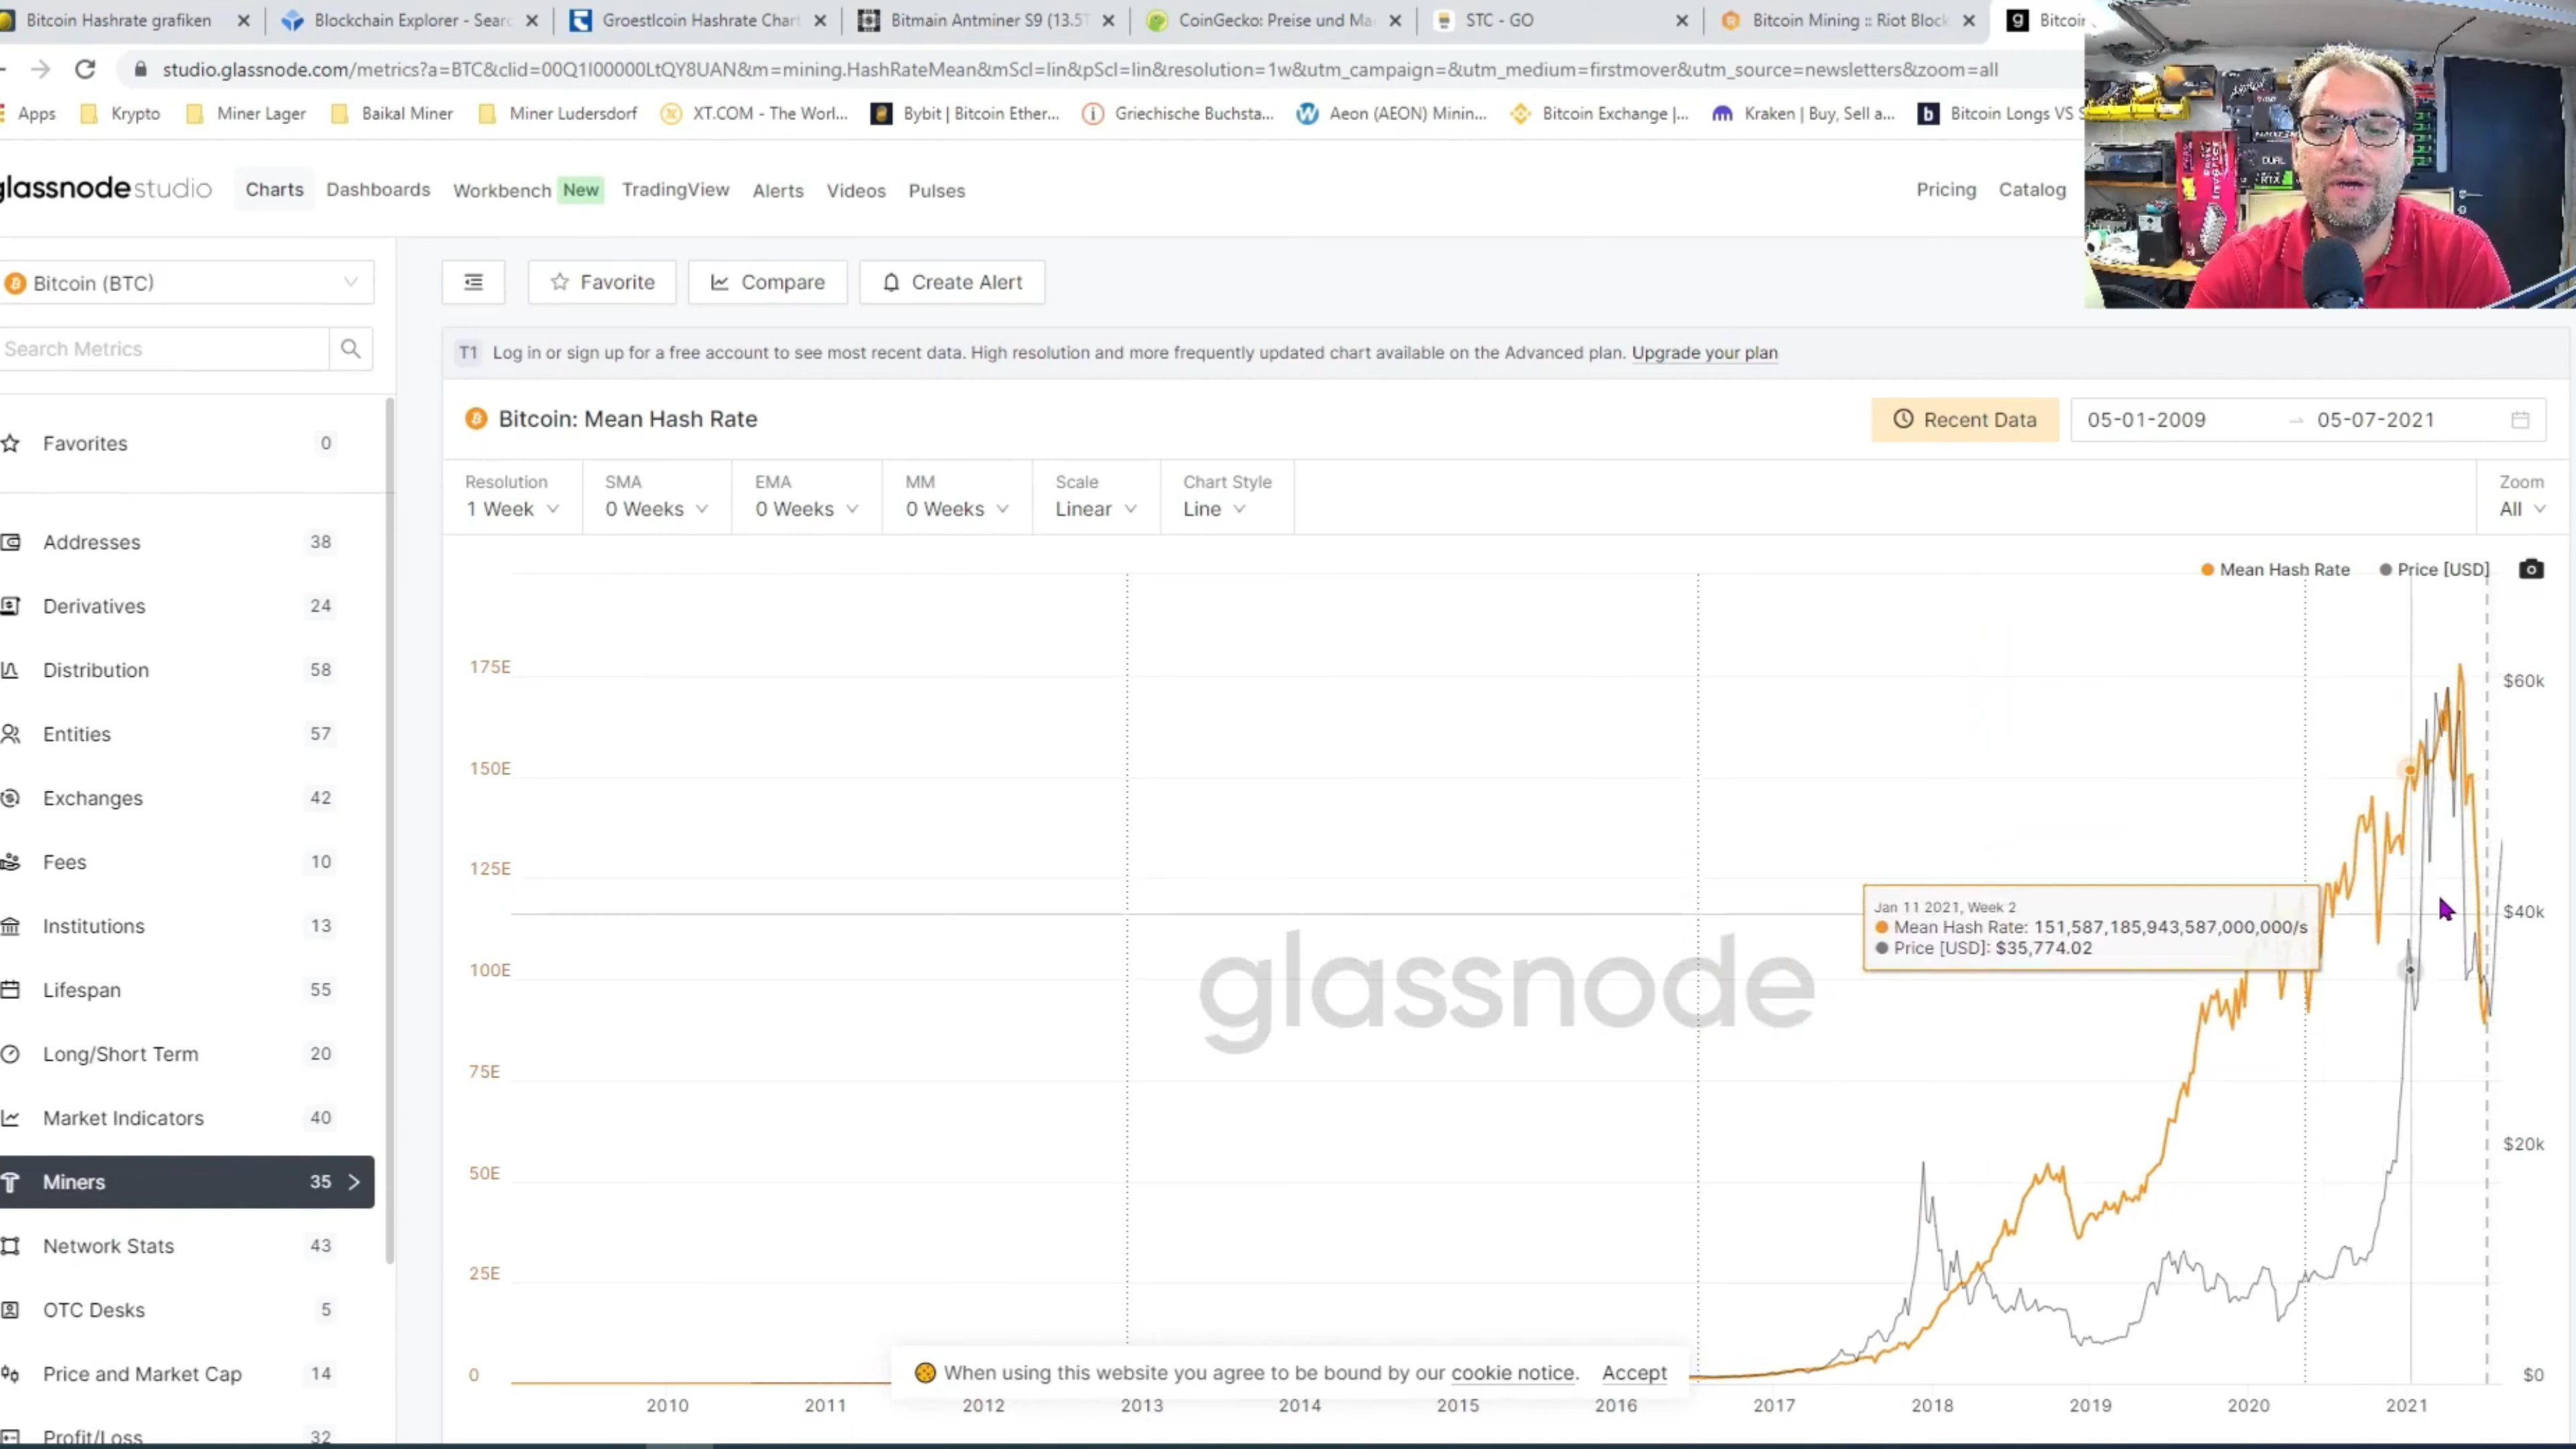 Bitcoin Hashrate grafiken
Blockchain Explorer - Searc
Groestlcoin Hashrate Chart
Bitmain Antminer S9 (13.5T
CoinGecko: Preise und Ma
STC - GO
Bitcoin Mining :: Riot Block
Bitcoin
studio.glassnode.com/metrics?a=BTC&clid=00Q1I00000LtQY8UAN&m=mining.HashRateMean&mScl=lin&pScl=lin&resolution=1w&utm_campaign=&utm_medium=firstmover&utm_source=newsletters&zoom=all
Apps
Krypto
Miner Lager
Baikal Miner
Miner Ludersdorf
XT.COM - The Worl...
Bybit | Bitcoin Ether...
Griechische Buchsta...
Aeon (AEON) Minin...
Bitcoin Exchange |...
Kraken | Buy, Sell a...
Bitcoin Longs VS S
DUAL
RTX
glassnode studio
Charts
Dashboards
Workbench New
TradingView
Alerts
Videos
Pulses
Pricing
Catalog
Bitcoin (BTC)
Search Metrics
Favorites 0
Addresses 38
Derivatives 24
Distribution 58
Entities 57
Exchanges 42
Fees 10
Institutions 13
Lifespan 55
Long/Short Term 20
Market Indicators 40
Miners 35
Network Stats 43
OTC Desks 5
Price and Market Cap 14
Profit/Loss 32
Favorite
Compare
Create Alert
T1 Log in or sign up for a free account to see most recent data. High resolution and more frequently updated chart available on the Advanced plan. Upgrade your plan
Bitcoin: Mean Hash Rate
Recent Data
05-01-2009 → 05-07-2021
Resolution
1 Week
SMA
0 Weeks
EMA
0 Weeks
MM
0 Weeks
Scale
Linear
Chart Style
Line
Zoom
All
Mean Hash Rate
Price [USD]
175E
150E
125E
100E
75E
50E
25E
0
$60k
$40k
$20k
$0
Jan 11 2021, Week 2
Mean Hash Rate: 151,587,185,943,587,000,000/s
Price [USD]: $35,774.02
glassnode
When using this website you agree to be bound by our cookie notice. Accept
2010 2011 2012 2013 2014 2015 2016 2017 2018 2019 2020 2021